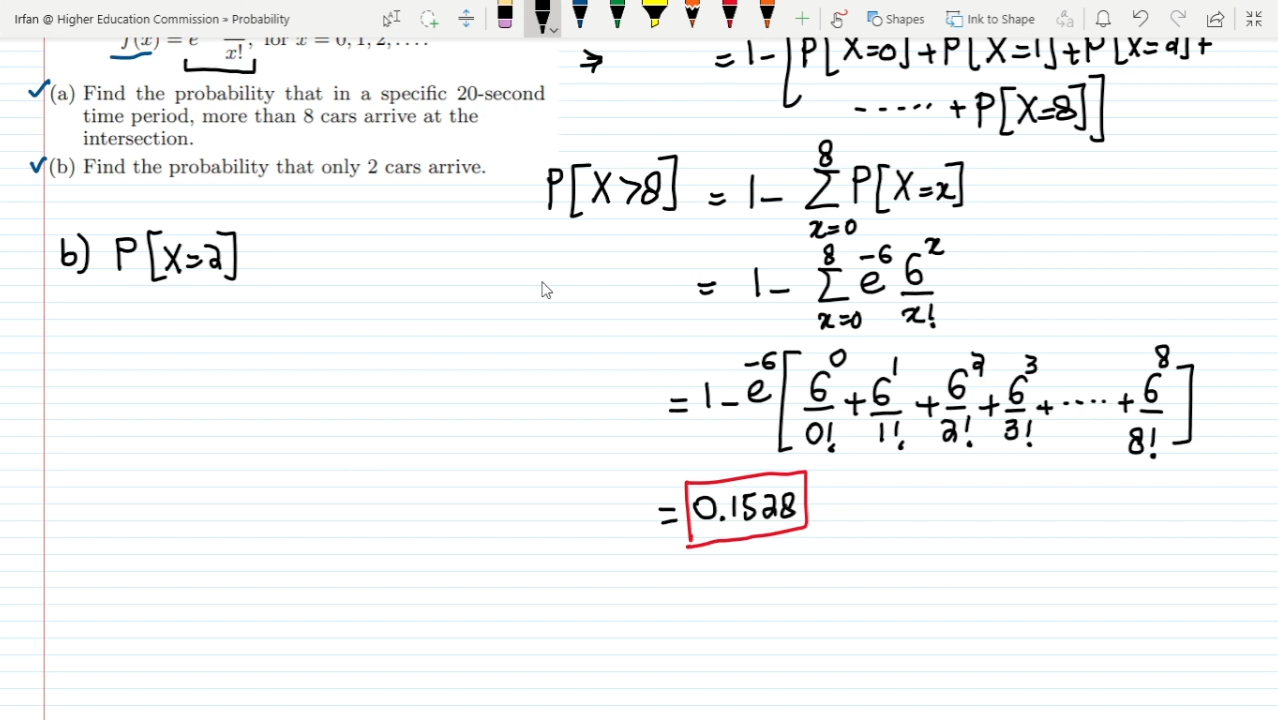 Irfan @ Higher Education Commission » Probability
Shapes
Ink to Shape
f(x) = e x!, for x = 0, 1, 2, ....
(a) Find the probability that in a specific 20-second
time period, more than 8 cars arrive at the
intersection.
(b) Find the probability that only 2 cars arrive.
b) P[X=2]
⇒ = 1-[P[X=0]+P[X=1]+P[X=2]+
----- + P[X=8]]
P[X>8] = 1- 8 Σ x=0 P[X=x]
= 1- 8 Σ x=0 e^-6 6^x/x!
= 1-e^-6 [6^0/0! + 6^1/1! + 6^2/2! + 6^3/3! + .... + 6^8/8!]
= 0.1528